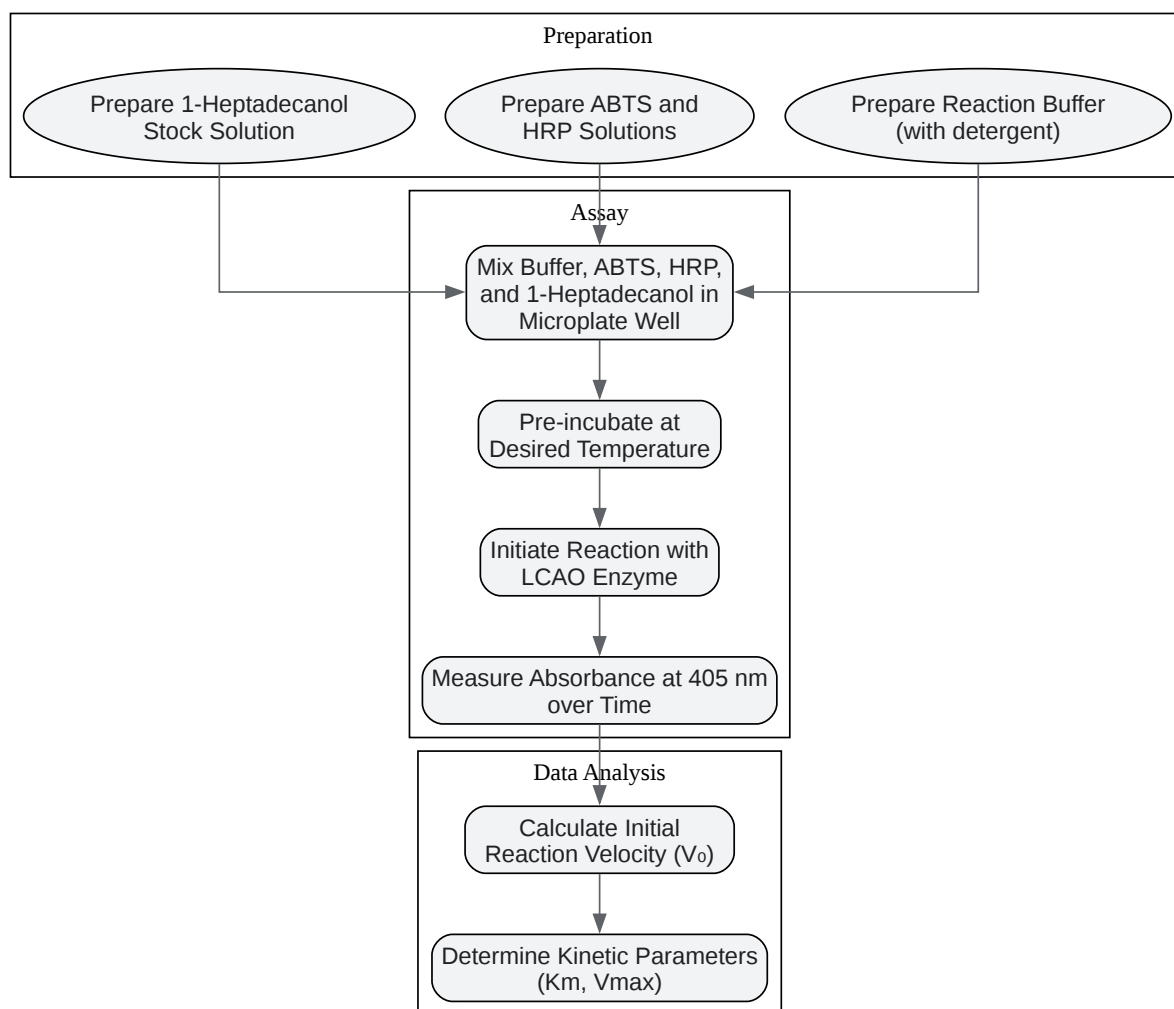 Preparation
Prepare 1-Heptadecanol
Stock Solution
Prepare ABTS and
HRP Solutions
Prepare Reaction Buffer
(with detergent)
Assay
Mix Buffer, ABTS, HRP,
and 1-Heptadecanol in
Microplate Well
Pre-incubate at
Desired Temperature
Initiate Reaction with
LCAO Enzyme
Measure Absorbance at 405 nm
over Time
Data Analysis
Calculate Initial
Reaction Velocity (V₀)
Determine Kinetic Parameters
(Km, Vmax)